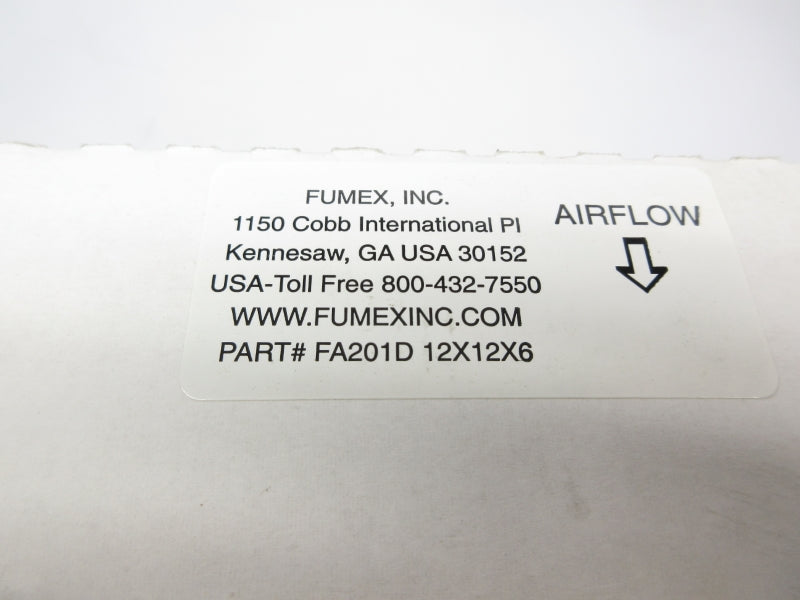 FUMEX, INC.
1150 Cobb International Pl
Kennesaw, GA USA 30152
USA-Toll Free 800-432-7550
WWW.FUMEXINC.COM
PART# FA201D 12X12X6
AIRFLOW